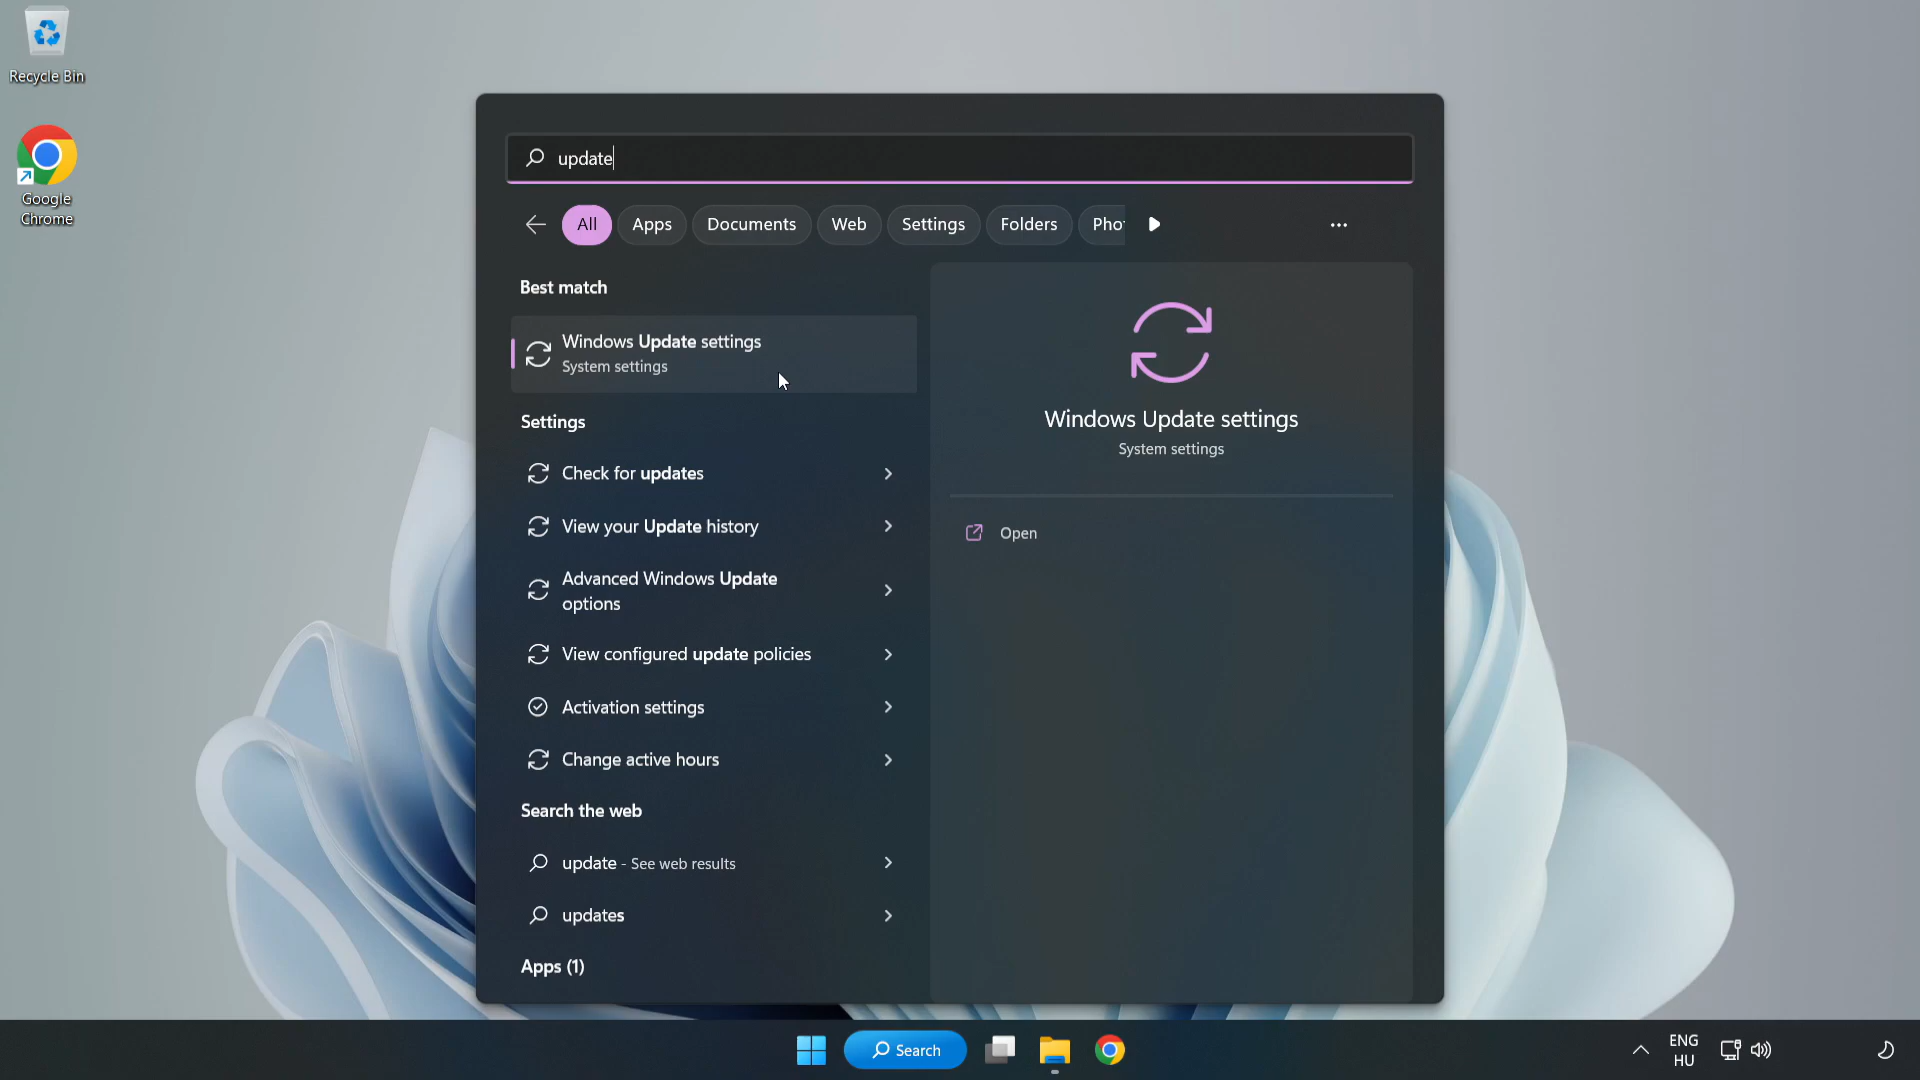 Recycle Bin
Google
Chrome
update
All
Apps
Documents
Web
Settings
Folders
Pho
Best match
Windows Update settings
System settings
Settings
Check for updates
View your Update history
Advanced Windows Update
options
View configured update policies
Activation settings
Change active hours
Search the web
update - See web results
updates
Apps (1)
Windows Update settings
System settings
Open
Search
ENG
HU